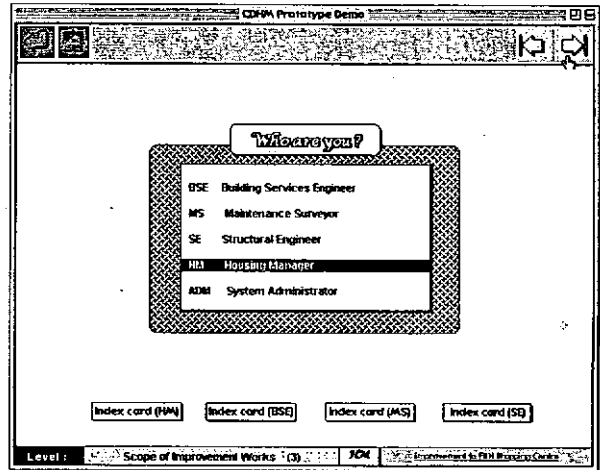 CDHM Prototype Demo
Who are you?
BSE Building Services Engineer
MS Maintenance Surveyor
SE Structural Engineer
HM Housing Manager
ADM System Administrator
Index card (HM) Index card (BSE) Index card (MS) Index card (SE)
Level : Scope of Improvement Works (3)